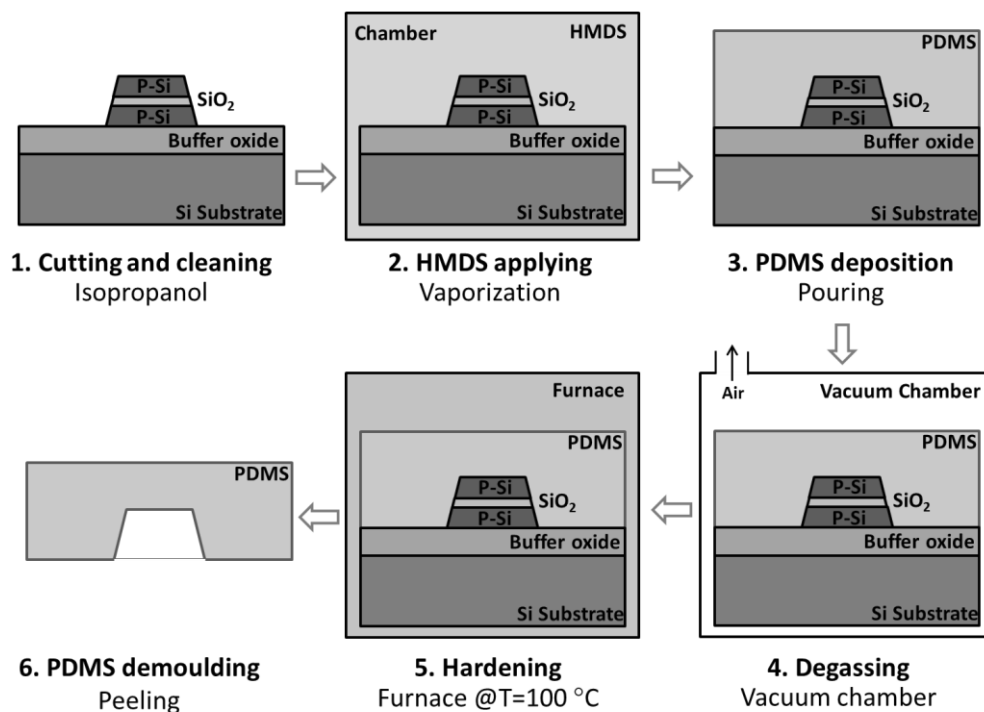 P-Si
SiO₂
P-Si
Buffer oxide
Si Substrate
1. Cutting and cleaning
Isopropanol
Chamber
HMDS
P-Si
SiO₂
P-Si
Buffer oxide
Si Substrate
2. HMDS applying
Vaporization
PDMS
P-Si
SiO₂
P-Si
Buffer oxide
Si Substrate
3. PDMS deposition
Pouring
Air
Vacuum Chamber
PDMS
P-Si
SiO₂
P-Si
Buffer oxide
Si Substrate
4. Degassing
Vacuum chamber
Furnace
PDMS
P-Si
SiO₂
P-Si
Buffer oxide
Si Substrate
5. Hardening
Furnace @T=100 °C
PDMS
6. PDMS demoulding
Peeling